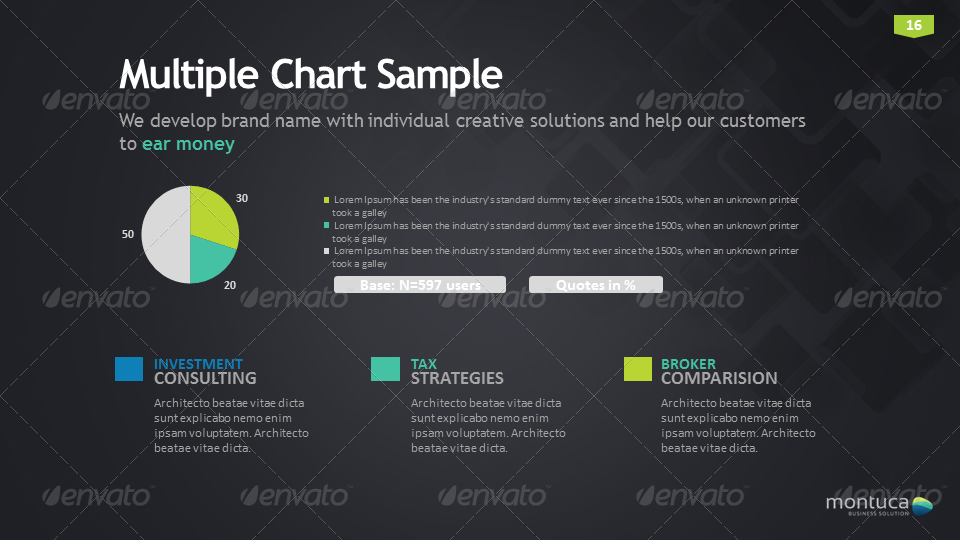 16
Multiple Chart Sample
We develop brand name with individual creative solutions and help our customers
to ear money
30
50
20
Lorem Ipsum has been the industry's standard dummy text ever since the 1500s, when an unknown printer
took a galley
Lorem Ipsum has been the industry's standard dummy text ever since the 1500s, when an unknown printer
took a galley
Lorem Ipsum has been the industry's standard dummy text ever since the 1500s, when an unknown printer
took a galley
Base: N=597 users
Quotes in %
INVESTMENT
CONSULTING
Architecto beatae vitae dicta
sunt explicabo nemo enim
ipsam voluptatem. Architecto
beatae vitae dicta.
TAX
STRATEGIES
Architecto beatae vitae dicta
sunt explicabo nemo enim
ipsam voluptatem. Architecto
beatae vitae dicta.
BROKER
COMPARISION
Architecto beatae vitae dicta
sunt explicabo nemo enim
ipsam voluptatem. Architecto
beatae vitae dicta.
montuca
BUSINESS SOLUTION
envato envato envato envato
envato envato envato envato
envato envato envato envato